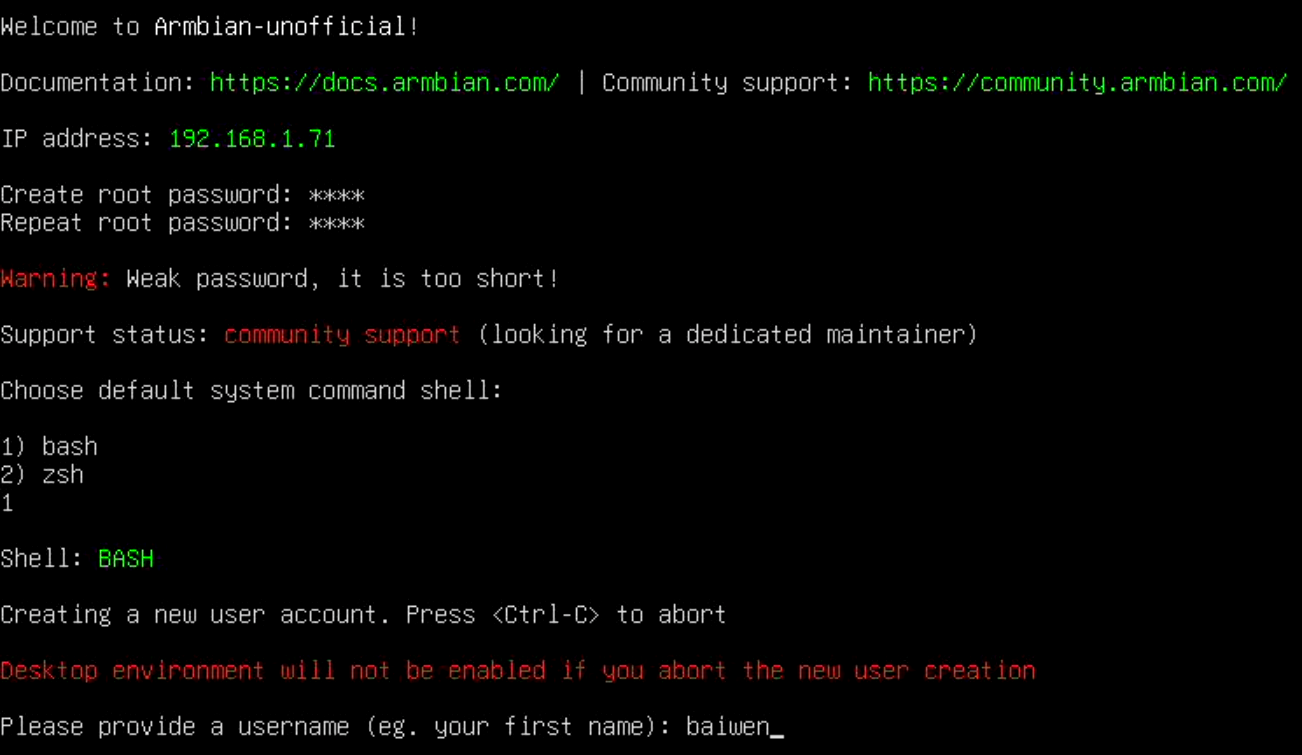 Welcome to Armbian-unofficial!
Documentation: https://docs.armbian.com/ | Community support: https://community.armbian.com/
IP address: 192.168.1.71
Create root password: ****
Repeat root password: ****
Warning: Weak password, it is too short!
Support status: community support (looking for a dedicated maintainer)
Choose default system command shell:
1) bash
2) zsh
1
Shell: BASH
Creating a new user account. Press <Ctrl-C> to abort
Desktop environment will not be enabled if you abort the new user creation
Please provide a username (eg. your first name): baiwen_